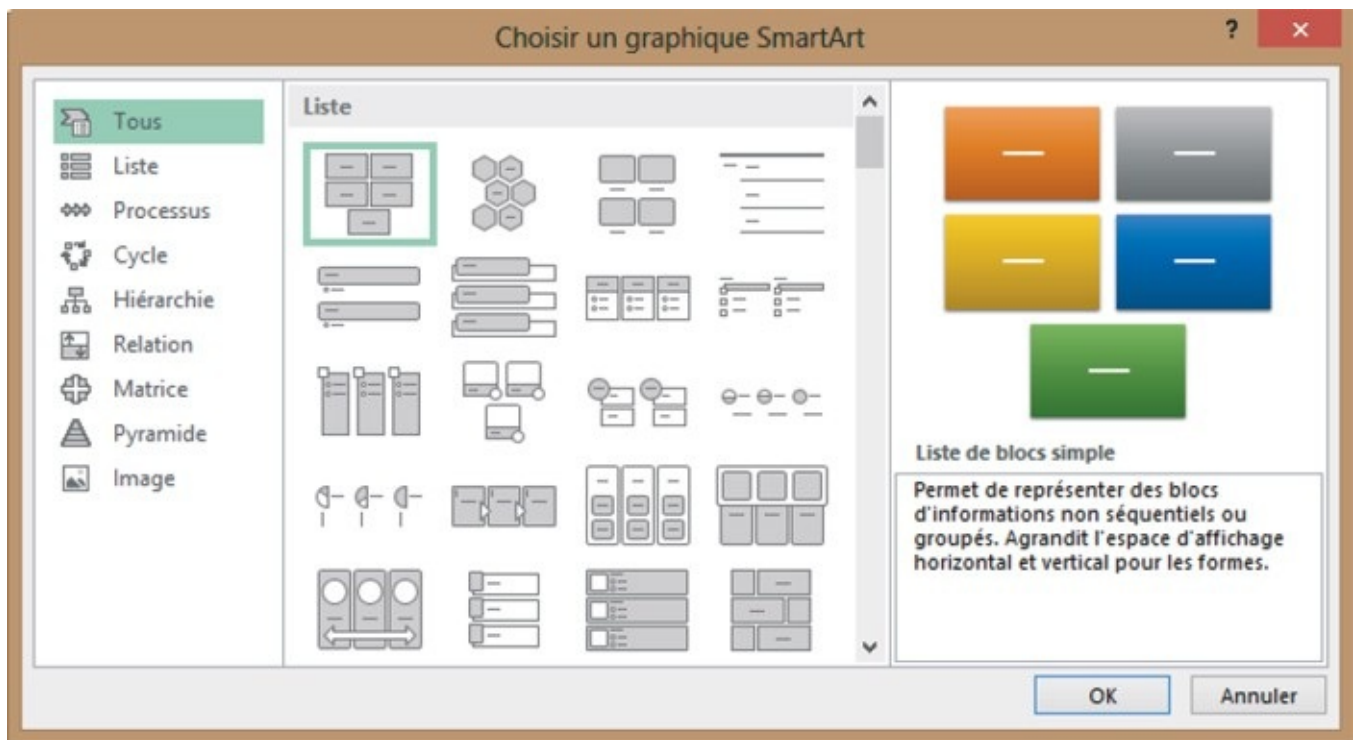 Choisir un graphique SmartArt
?
Tous
Liste
Processus
Cycle
Hiérarchie
Relation
Matrice
Pyramide
Image
Liste
Liste de blocs simple
Permet de représenter des blocs
d'informations non séquentiels ou
groupés. Agrandit l'espace d'affichage
horizontal et vertical pour les formes.
OK
Annuler